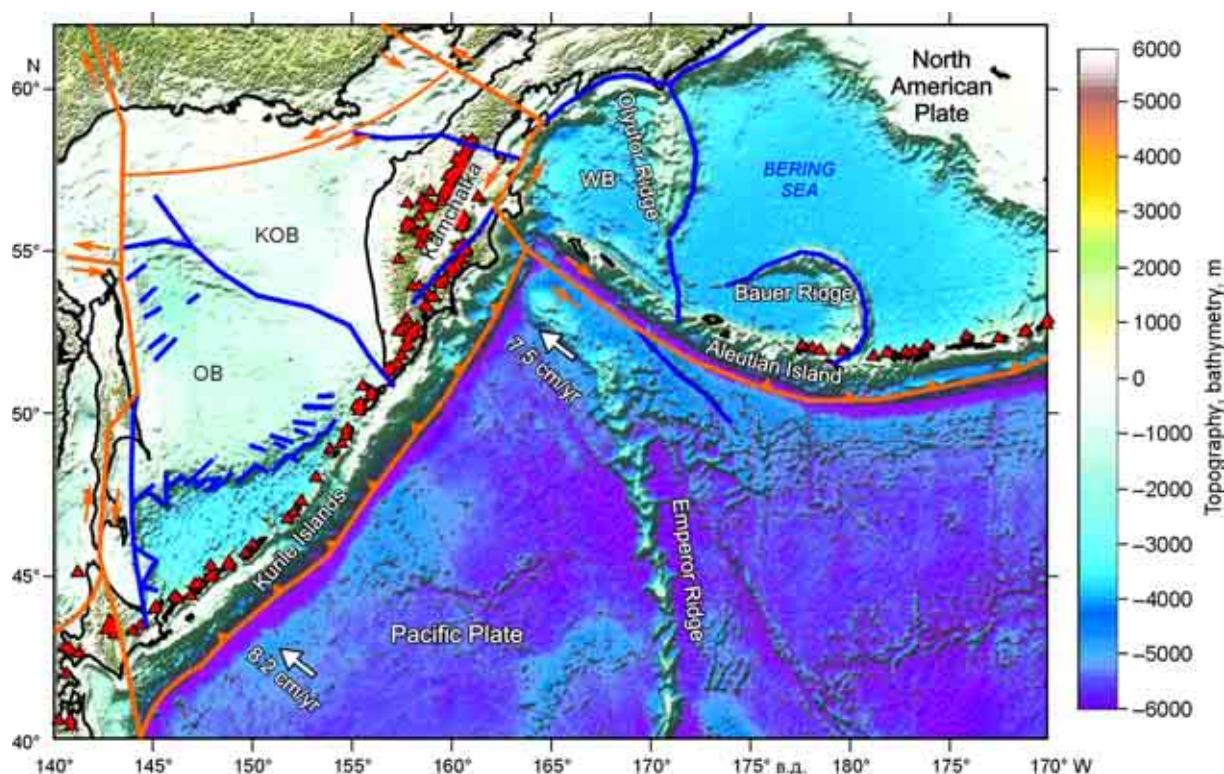 N
60°
55°
50°
45°
40°
140°
145°
150°
155°
160°
165°
170°
175°
в.д.
180°
175°
170° W
North
American
Plate
BERING
SEA
Olyptor Ridge
WB
Kamchatka
KOB
OB
Bauer Ridge
Aleutian Island
7.5 cm/yr
Kurile Islands
Emperor Ridge
Pacific Plate
8.2 cm/yr
6000
5000
4000
3000
2000
1000
0
−1000
−2000
−3000
−4000
−5000
−6000
Topography, bathymetry, m